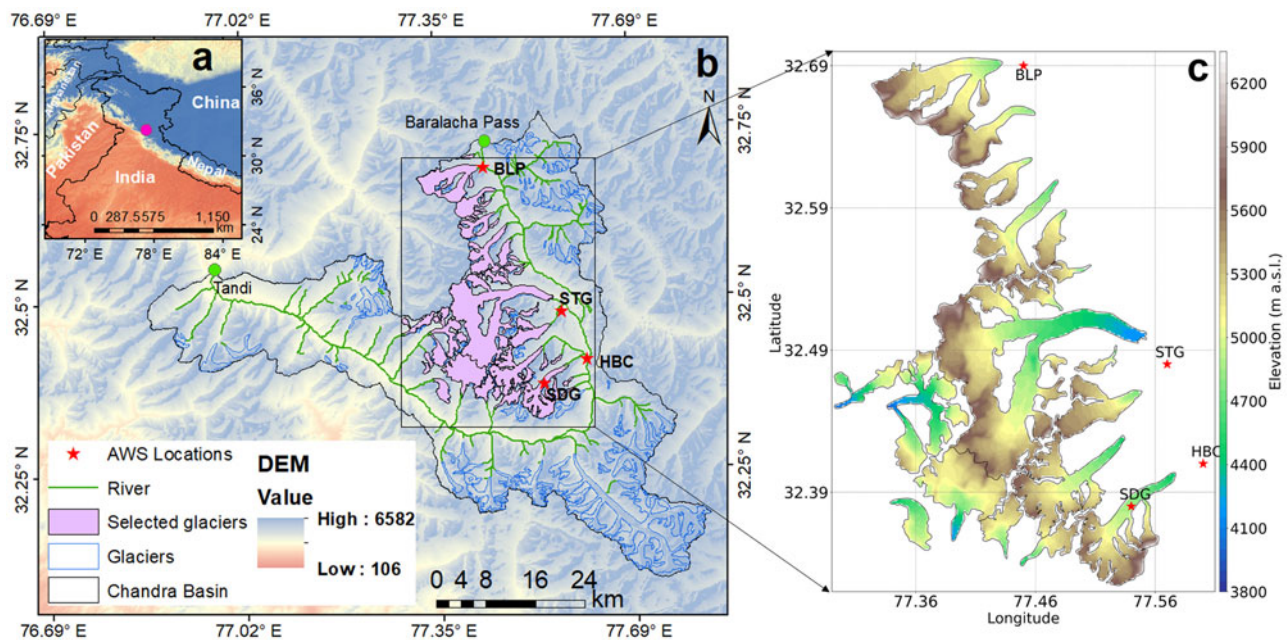 76.69° E
77.02° E
77.35° E
77.69° E
a
36° N
30° N
24° N
China
Pakistan
Nepal
India
0 287.5575 1,150
km
72° E
78° E
84° E
b
N
32.75° N
32.5° N
32.25° N
32.75° N
32.5° N
32.25° N
Baralacha Pass
BLP
Tandi
STG
HBC
SDG
AWS Locations
River
Selected glaciers
Glaciers
Chandra Basin
DEM
Value
High : 6582
Low : 106
0 4 8 16 24
km
76.69° E
77.02° E
77.35° E
77.69° E
c
32.69
32.59
32.49
32.39
Latitude
BLP
STG
HBC
SDG
77.36
77.46
77.56
Longitude
6200
5900
5600
5300
5000
4700
4400
4100
3800
Elevation (m a.s.l.)